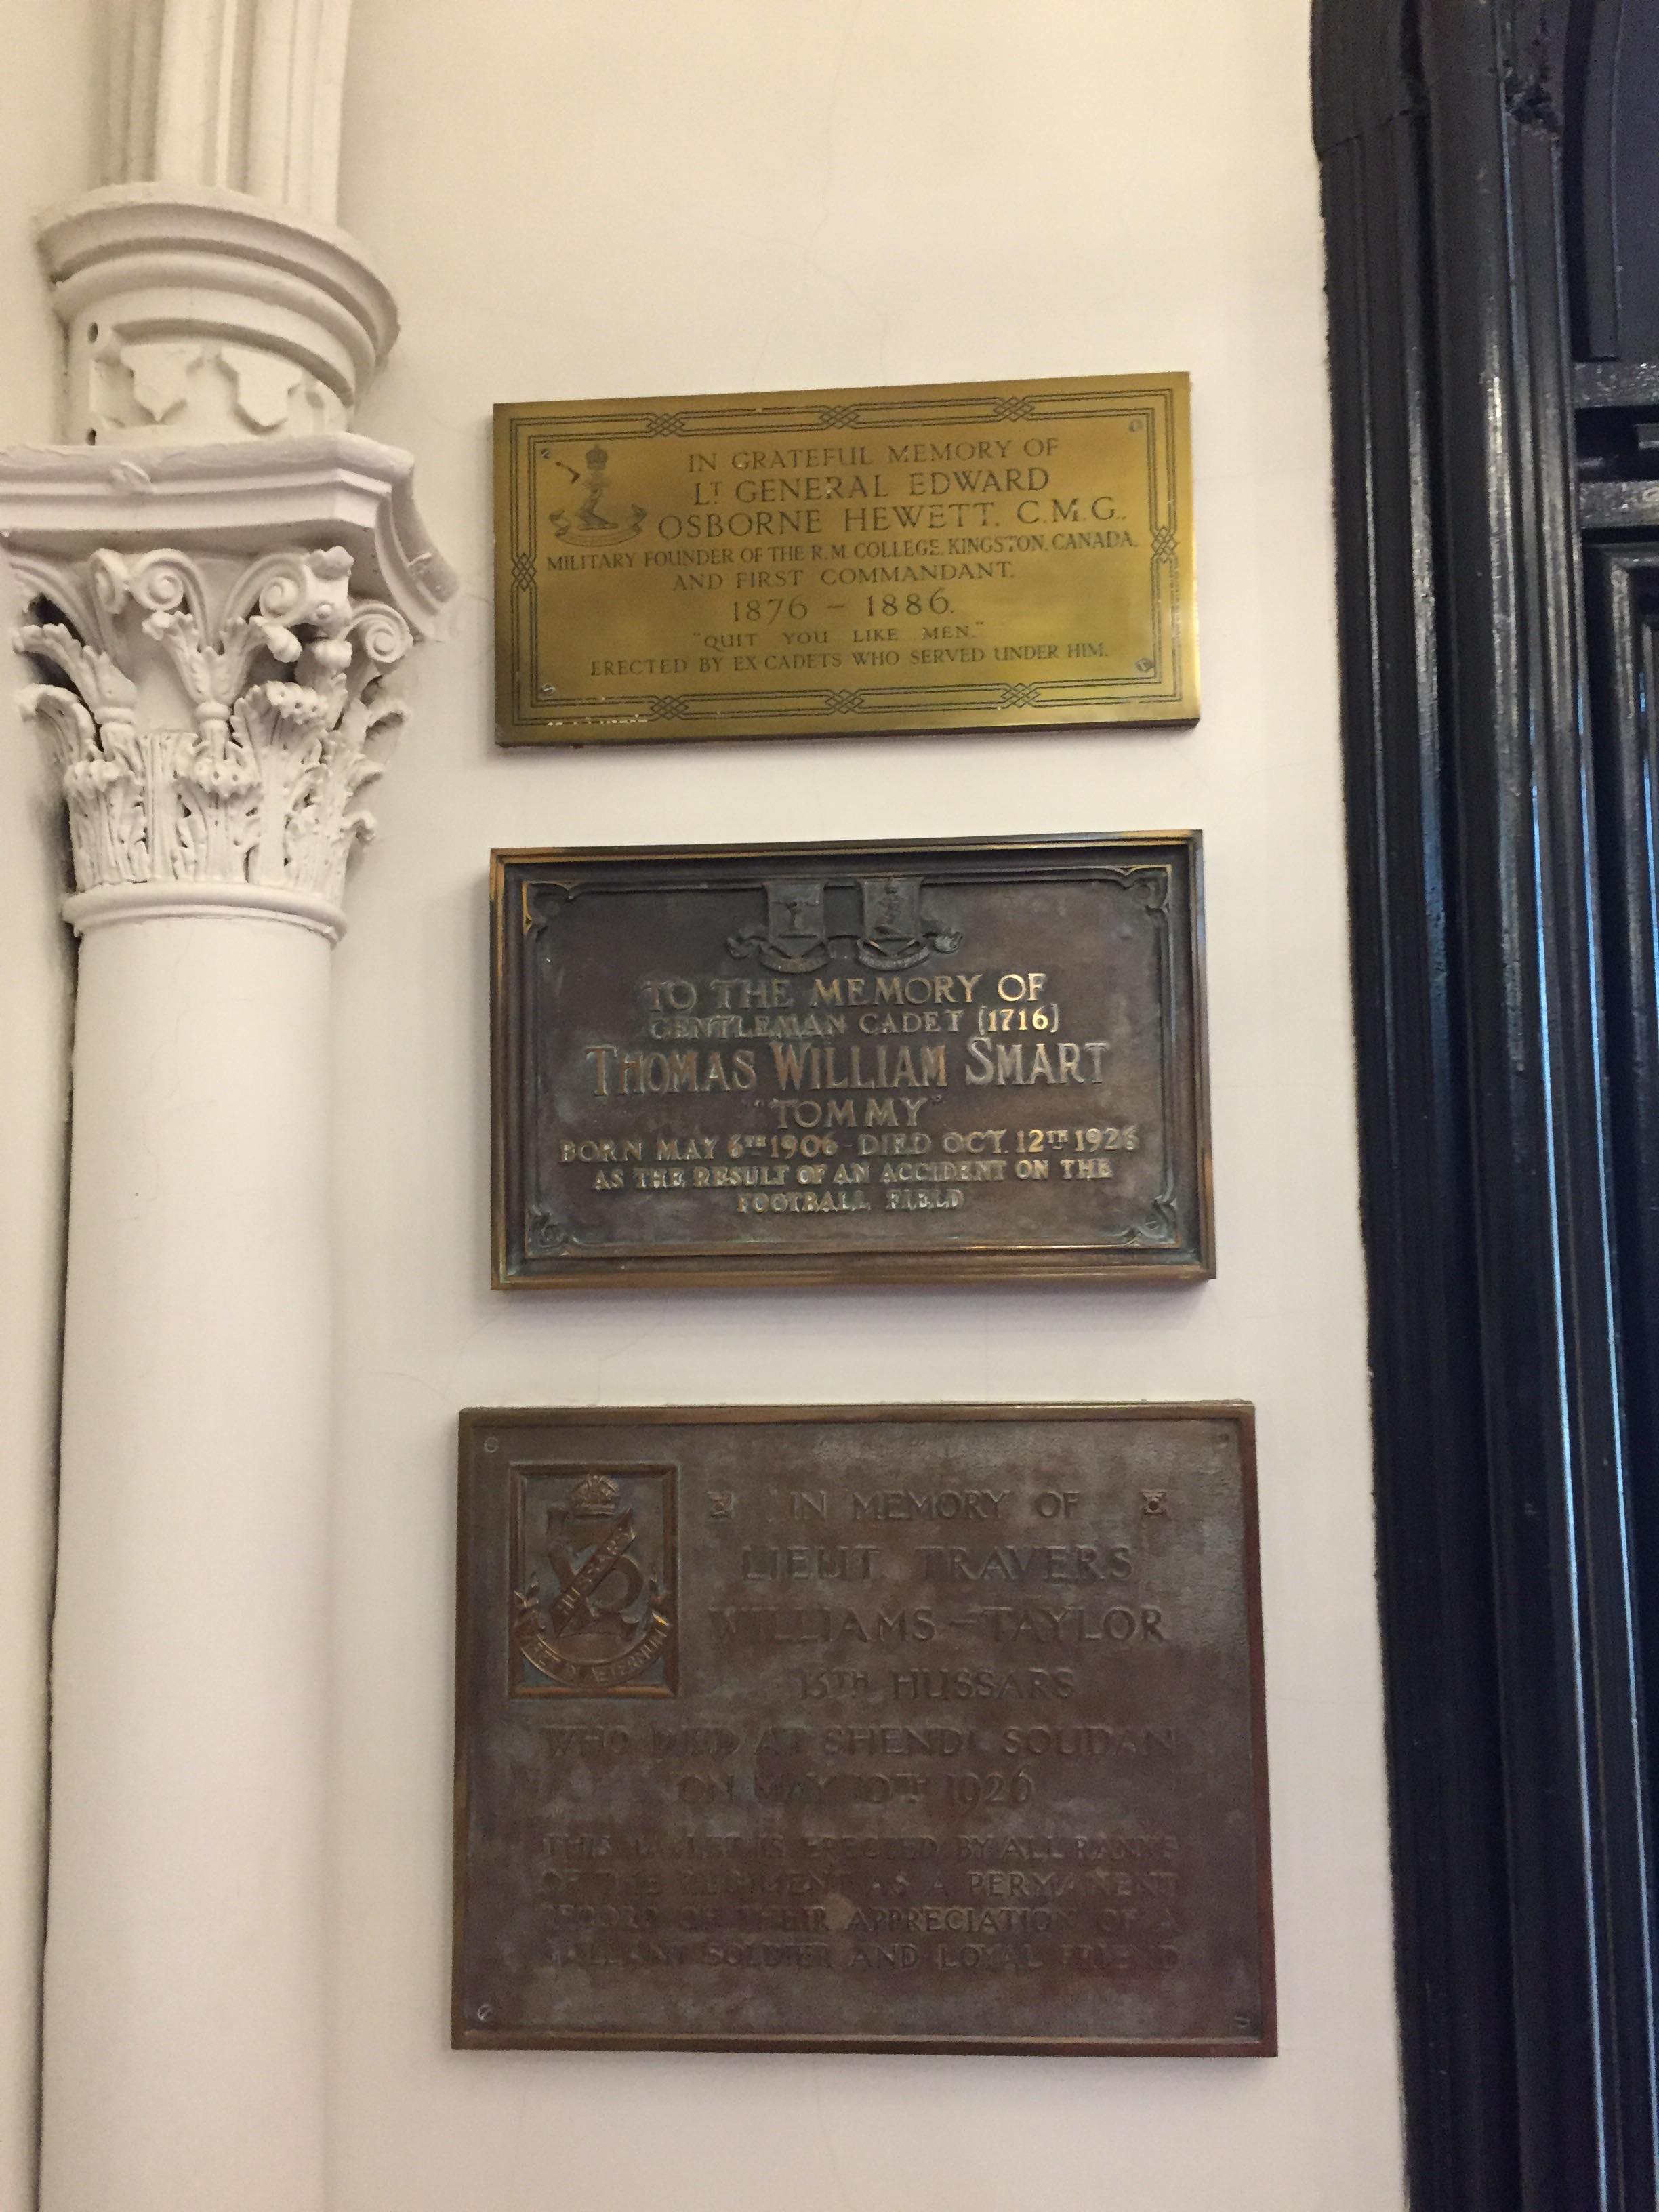 IN GRATEFUL MEMORY OF
LT GENERAL EDWARD
OSBORNE HEWETT. C.M.G.
MILITARY FOUNDER OF THE R.M. COLLEGE, KINGSTON, CANADA,
AND FIRST COMMANDANT.
1876 - 1886.
"QUIT YOU LIKE MEN."
ERECTED BY EX-CADETS WHO SERVED UNDER HIM.
TO THE MEMORY OF
GENTLEMAN CADET (1716)
THOMAS WILLIAM SMART
"TOMMY"
BORN MAY 6TH 1906 - DIED OCT. 12TH 1926
AS THE RESULT OF AN ACCIDENT ON THE
FOOTBALL FIELD
HUSSARS
ET IN AETERNUM
IN MEMORY OF
LIEUT. TRAVERS
WILLIAMS-TAYLOR
HUSSARS
WHO DIED AT SHENDI, SOUDAN
ON MAY 10TH 1926
THIS TABLET IS ERECTED BY ALL RANKS
OF THE REGIMENT AS A PERMANENT
RECORD OF THEIR APPRECIATION OF A
GALLANT SOLDIER AND LOYAL FRIEND